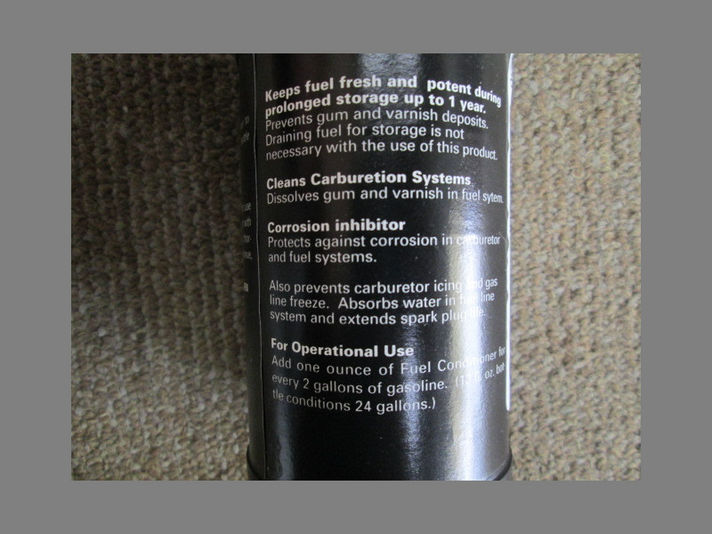 Keeps fuel fresh and potent during
prolonged storage up to 1 year.
Prevents gum and varnish deposits.
Draining fuel for storage is not
necessary with the use of this product.
Cleans Carburetion Systems
Dissolves gum and varnish in fuel sytem.
Corrosion inhibitor
Protects against corrosion in carburetor
and fuel systems.
Also prevents carburetor icing and gas
line freeze. Absorbs water in fuel line
system and extends spark plug life.
For Operational Use
Add one ounce of Fuel Conditioner for
every 2 gallons of gasoline. oz. bot-
tle conditions 24 gallons.)